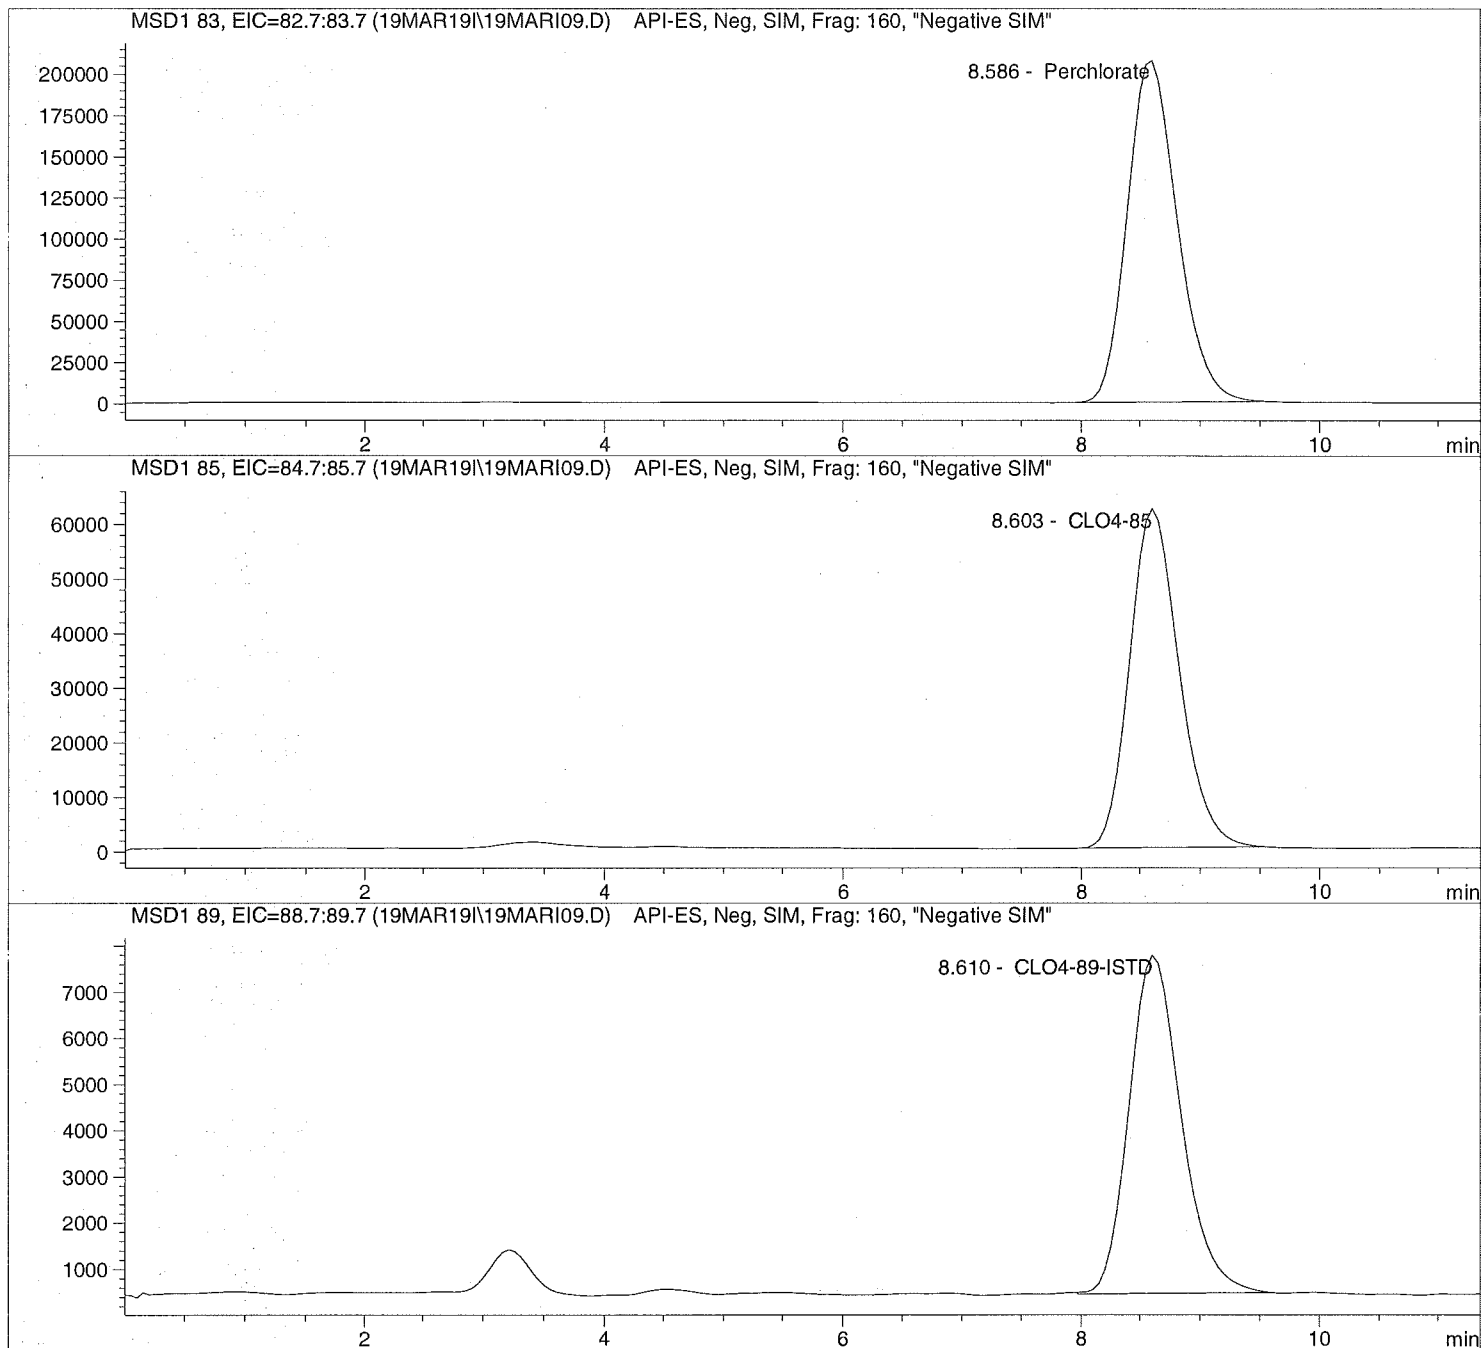 MSD1 83, EIC=82.7:83.7 (19MAR19I\19MARI09.D) API-ES, Neg, SIM, Frag: 160, "Negative SIM"
8.586 - Perchlorate
200000
175000
150000
125000
100000
75000
50000
25000
0
2 4 6 8 10 min
MSD1 85, EIC=84.7:85.7 (19MAR19I\19MARI09.D) API-ES, Neg, SIM, Frag: 160, "Negative SIM"
8.603 - CLO4-85
60000
50000
40000
30000
20000
10000
0
2 4 6 8 10 min
MSD1 89, EIC=88.7:89.7 (19MAR19I\19MARI09.D) API-ES, Neg, SIM, Frag: 160, "Negative SIM"
8.610 - CLO4-89-ISTD
7000
6000
5000
4000
3000
2000
1000
2 4 6 8 10 min